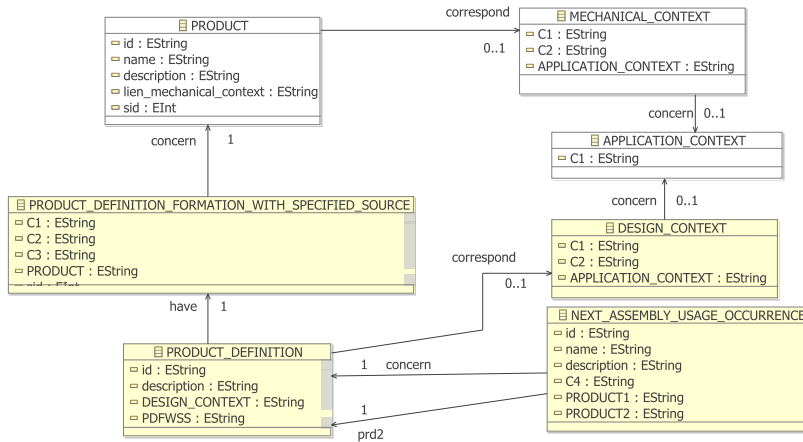 PRODUCT
id : EString
name : EString
description : EString
lien_mechanical_context : EString
sid : EInt
correspond
0..1
MECHANICAL_CONTEXT
C1 : EString
C2 : EString
APPLICATION_CONTEXT : EString
concern 0..1
APPLICATION_CONTEXT
C1 : EString
concern 1
PRODUCT_DEFINITION_FORMATION_WITH_SPECIFIED_SOURCE
C1 : EString
C2 : EString
C3 : EString
PRODUCT : EString
concern 0..1
DESIGN_CONTEXT
C1 : EString
C2 : EString
APPLICATION_CONTEXT : EString
correspond
0..1
have 1
PRODUCT_DEFINITION
id : EString
description : EString
DESIGN_CONTEXT : EString
PDFWSS : EString
1 concern
1
prd2
NEXT_ASSEMBLY_USAGE_OCCURRENCE
id : EString
name : EString
description : EString
C4 : EString
PRODUCT1 : EString
PRODUCT2 : EString